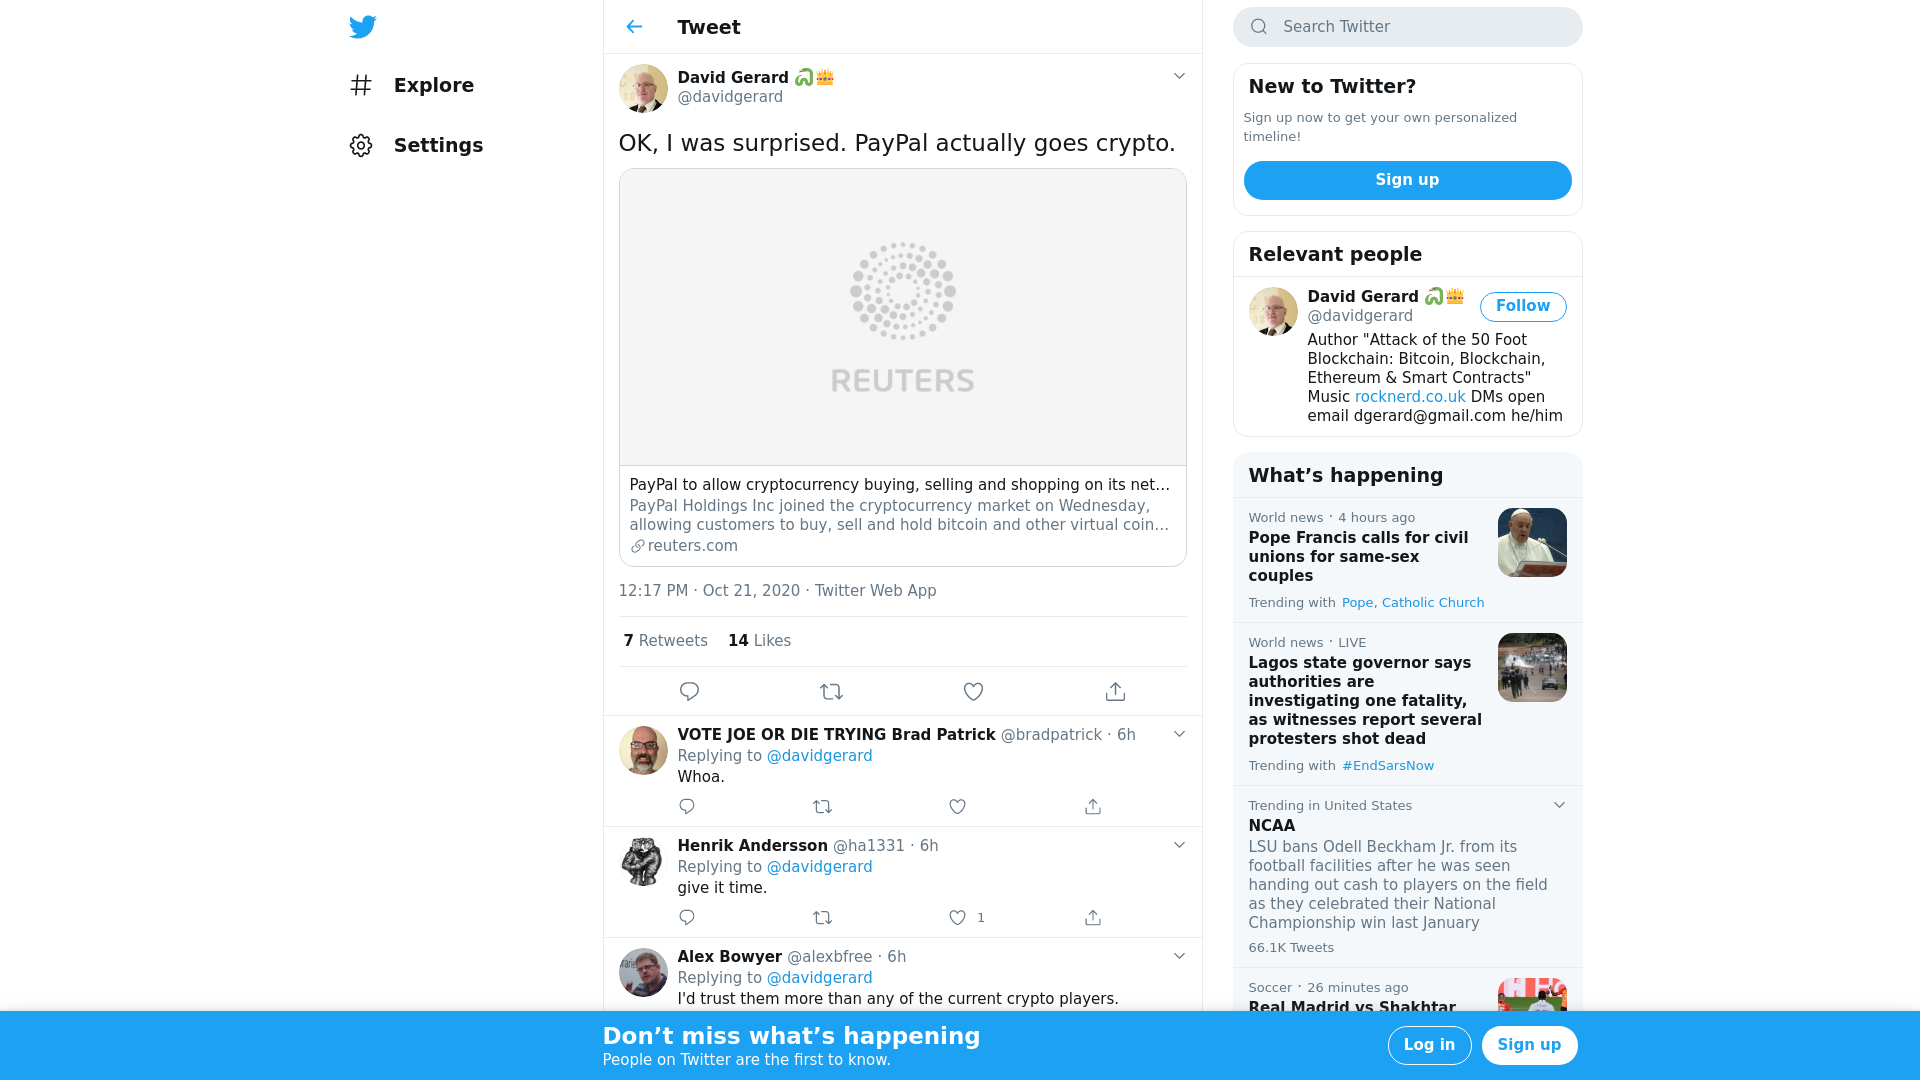 Explore
Settings
Tweet
David Gerard
@davidgerard
OK, I was surprised. PayPal actually goes crypto.
REUTERS
PayPal to allow cryptocurrency buying, selling and shopping on its net…
PayPal Holdings Inc joined the cryptocurrency market on Wednesday,
allowing customers to buy, sell and hold bitcoin and other virtual coin…
reuters.com
12:17 PM · Oct 21, 2020 · Twitter Web App
7 Retweets 14 Likes
VOTE JOE OR DIE TRYING Brad Patrick @bradpatrick · 6h
Replying to @davidgerard
Whoa.
Henrik Andersson @ha1331 · 6h
Replying to @davidgerard
give it time.
1
Alex Bowyer @alexbfree · 6h
Replying to @davidgerard
I'd trust them more than any of the current crypto players.
Search Twitter
New to Twitter?
Sign up now to get your own personalized
timeline!
Sign up
Relevant people
David Gerard
@davidgerard
Follow
Author "Attack of the 50 Foot
Blockchain: Bitcoin, Blockchain,
Ethereum & Smart Contracts"
Music rocknerd.co.uk DMs open
email dgerard@gmail.com he/him
What’s happening
World news · 4 hours ago
Pope Francis calls for civil
unions for same-sex
couples
Trending with Pope, Catholic Church
World news · LIVE
Lagos state governor says
authorities are
investigating one fatality,
as witnesses report several
protesters shot dead
Trending with #EndSarsNow
Trending in United States
NCAA
LSU bans Odell Beckham Jr. from its
football facilities after he was seen
handing out cash to players on the field
as they celebrated their National
Championship win last January
66.1K Tweets
Soccer · 26 minutes ago
Real Madrid vs Shakhtar
Don’t miss what’s happening
People on Twitter are the first to know.
Log in
Sign up